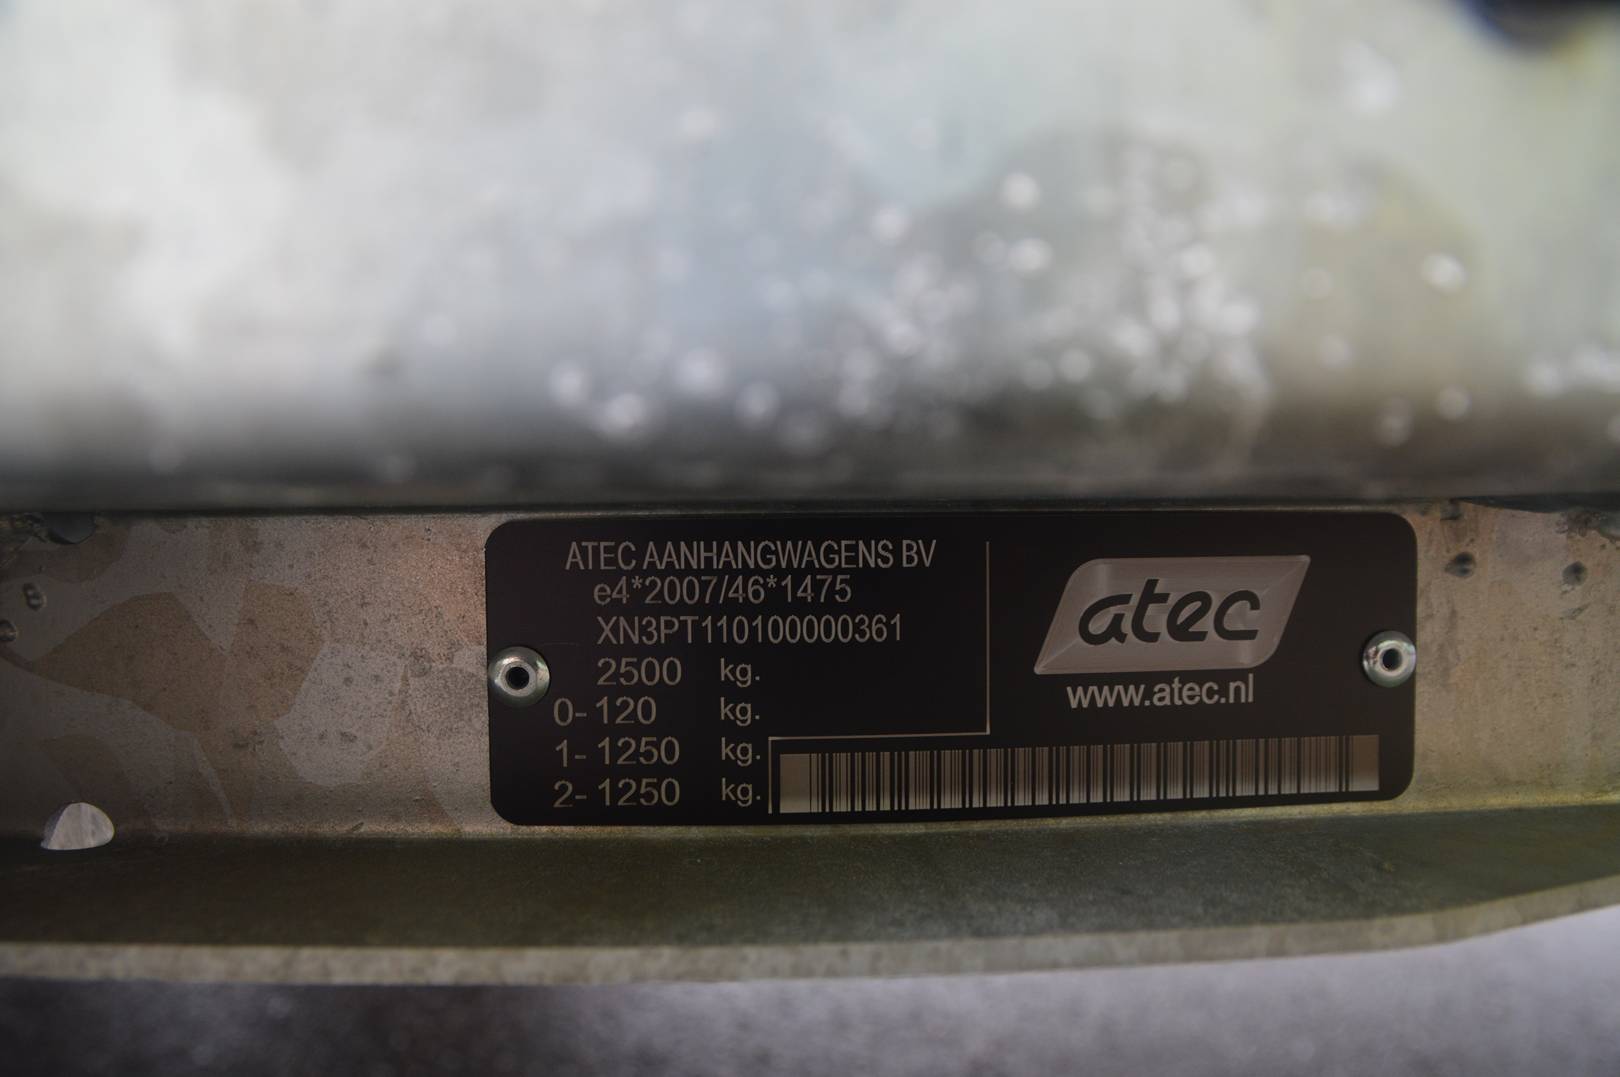 ATEC AANHANGWAGENS BV
e4*2007/46*1475
XN3PT110100000361
2500 kg.
0- 120 kg.
1- 1250 kg.
2- 1250 kg.
atec
www.atec.nl